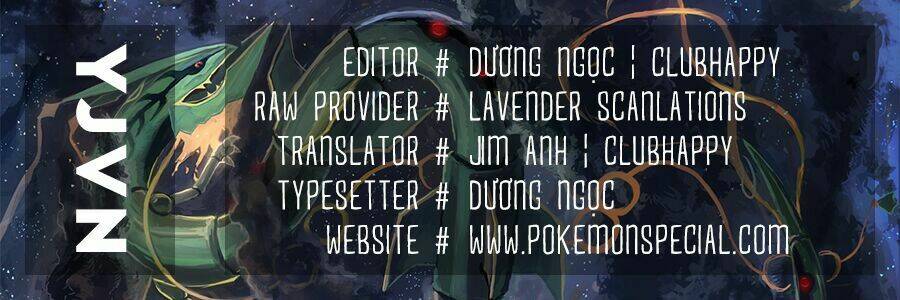 YJVN
EDITOR # DƯƠNG NGỌC ¦ CLUBHAPPY
RAW PROVIDER # LAVENDER SCANLATIONS
TRANSLATOR # JIM ANH ¦ CLUBHAPPY
TYPESETTER # DƯƠNG NGỌC
WEBSITE # WWW.POKEMONSPECIAL.COM